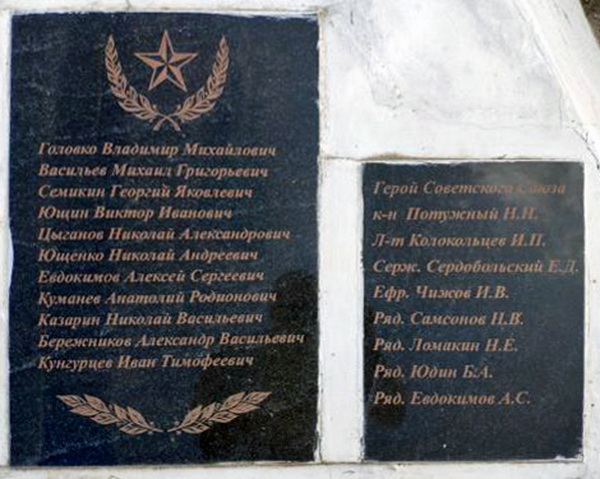 Головко Владимир Михайлович
Васильев Михаил Григорьевич
Семикин Георгий Яковлевич
Ющин Виктор Иванович
Цыганов Николай Александрович
Ющенко Николай Андреевич
Евдокимов Алексей Сергеевич
Куманев Анатолий Родионович
Казарин Николай Васильевич
Бережников Александр Васильевич
Кунгурцев Иван Тимофеевич
Герой Советского Союза
к-н Потужный Н.Н.
Л-т Колокольцев И.П.
Серж. Сердобольский Е.Д.
Ефр. Чижов И.В.
Ряд. Самсонов Н.В.
Ряд. Ломакин Н.Е.
Ряд. Юдин Б.А.
Ряд. Евдокимов А.С.